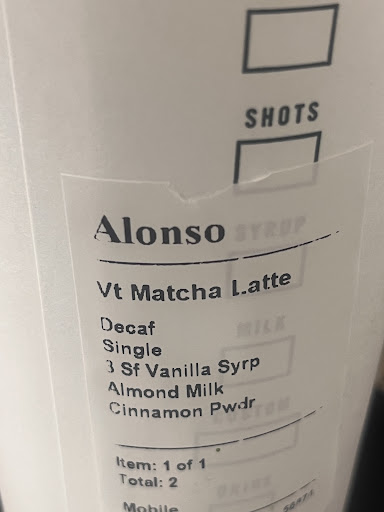 SHOTS
Alonso
SYRUP
Vt Matcha Latte
Decaf
MILK
Single
3 Sf Vanilla Syrp
Almond Milk
Cinnamon Pwdr
CUSTOM
Item: 1 of 1
Total: 2
DRINK
Mobile